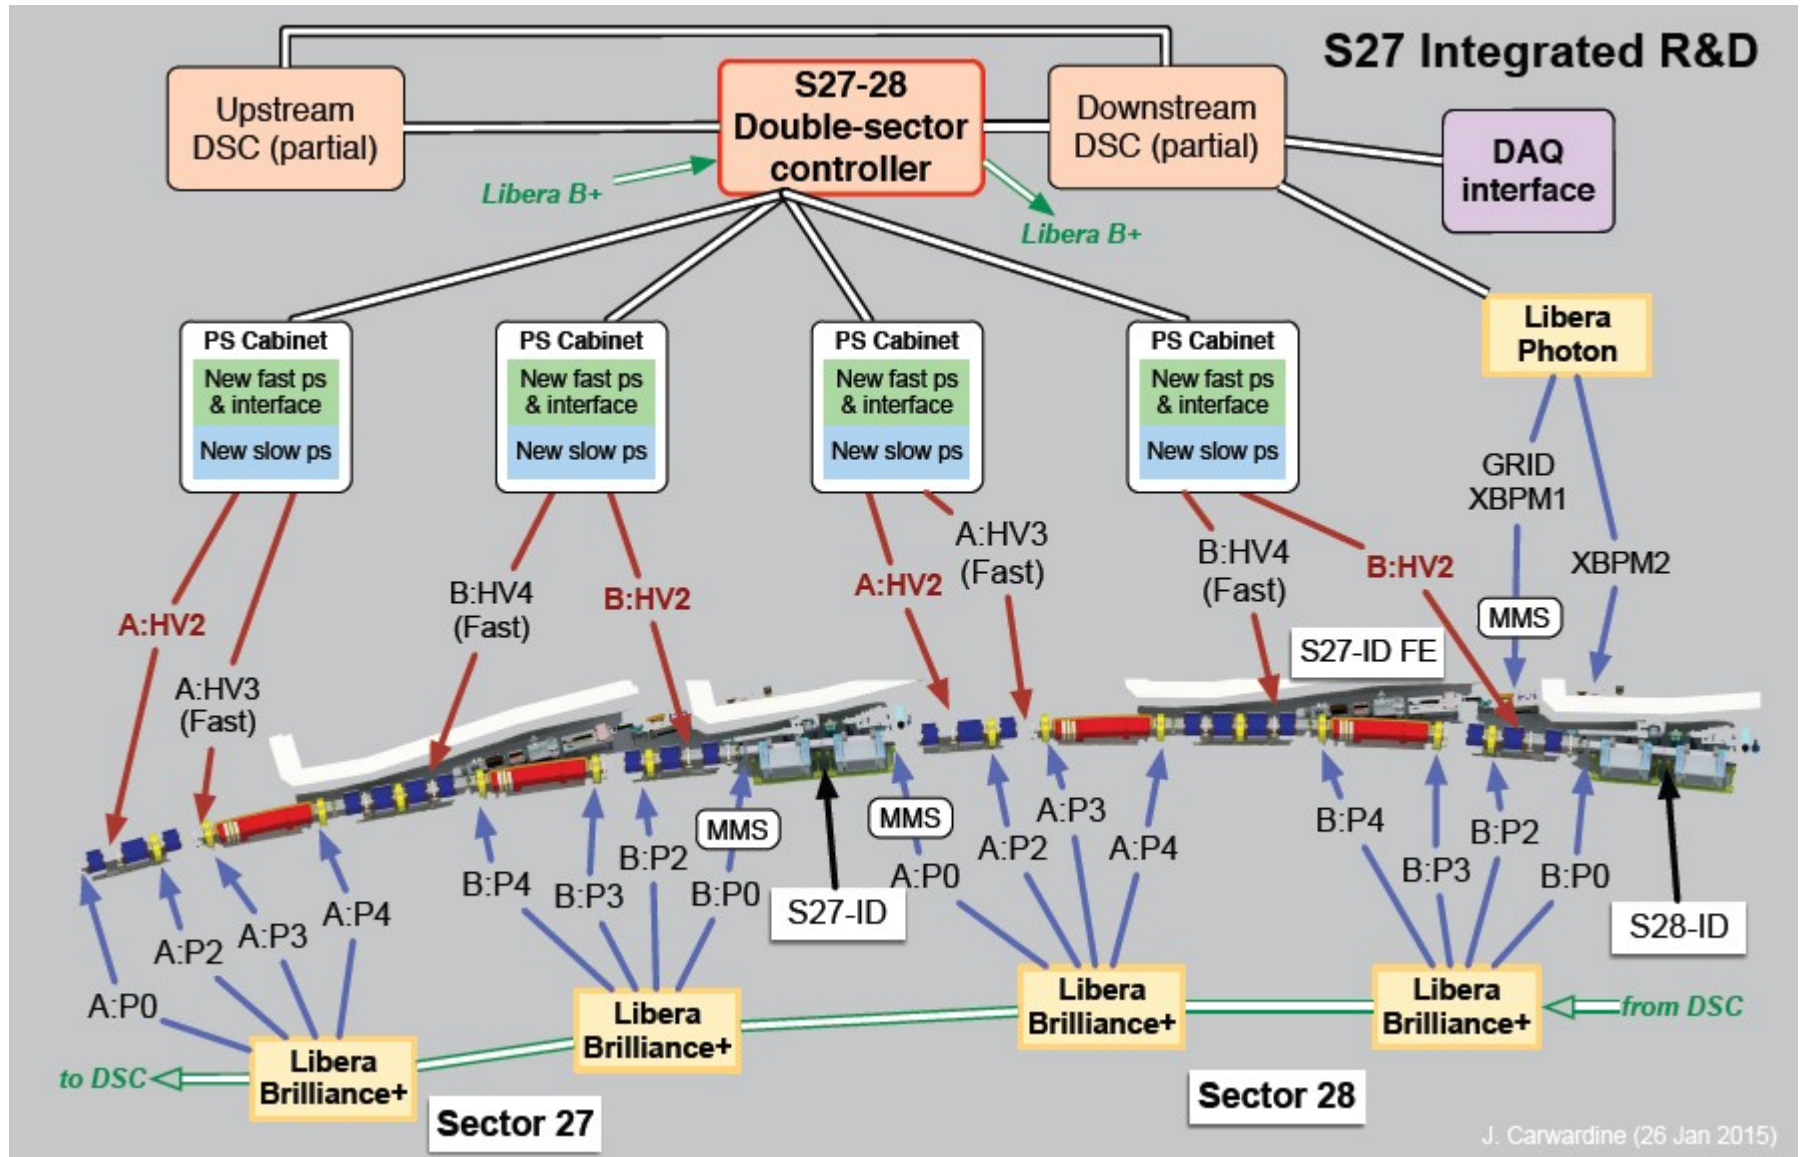 S27 Integrated R&D
Upstream
DSC (partial)
S27-28
Double-sector
controller
Downstream
DSC (partial)
DAQ
interface
Libera B+
Libera B+
PS Cabinet
New fast ps
& interface
New slow ps
PS Cabinet
New fast ps
& interface
New slow ps
PS Cabinet
New fast ps
& interface
New slow ps
PS Cabinet
New fast ps
& interface
New slow ps
Libera
Photon
GRID
XBPM1
XBPM2
A:HV2
A:HV3
(Fast)
B:HV4
(Fast)
B:HV2
A:HV2
A:HV3
(Fast)
B:HV4
(Fast)
B:HV2
MMS
S27-ID FE
MMS
MMS
A:P0
A:P2
A:P3
A:P4
B:P4
B:P3
B:P2
B:P0
S27-ID
A:P0
A:P2
A:P3
A:P4
B:P4
B:P3
B:P2
B:P0
S28-ID
to DSC
Libera
Brilliance+
Libera
Brilliance+
Libera
Brilliance+
Libera
Brilliance+
from DSC
Sector 27
Sector 28
J. Carwardine (26 Jan 2015)